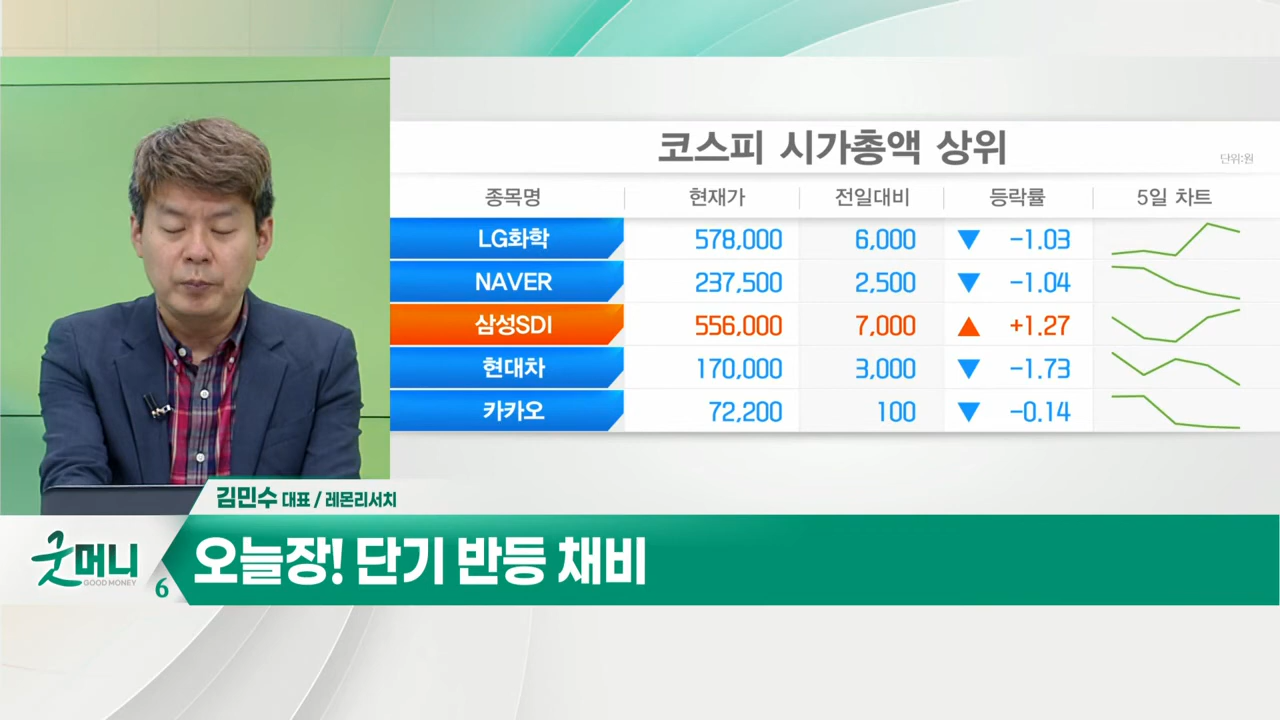 코스피 시가총액 상위
단위:원
종목명 현재가 전일대비 등락률 5일 차트
LG화학 578,000 6,000 ▼ -1.03
NAVER 237,500 2,500 ▼ -1.04
삼성SDI 556,000 7,000 ▲ +1.27
현대차 170,000 3,000 ▼ -1.73
카카오 72,200 100 ▼ -0.14
김민수 대표 / 레몬리서치
굿머니
GOOD MONEY
6
오늘장! 단기 반등 채비